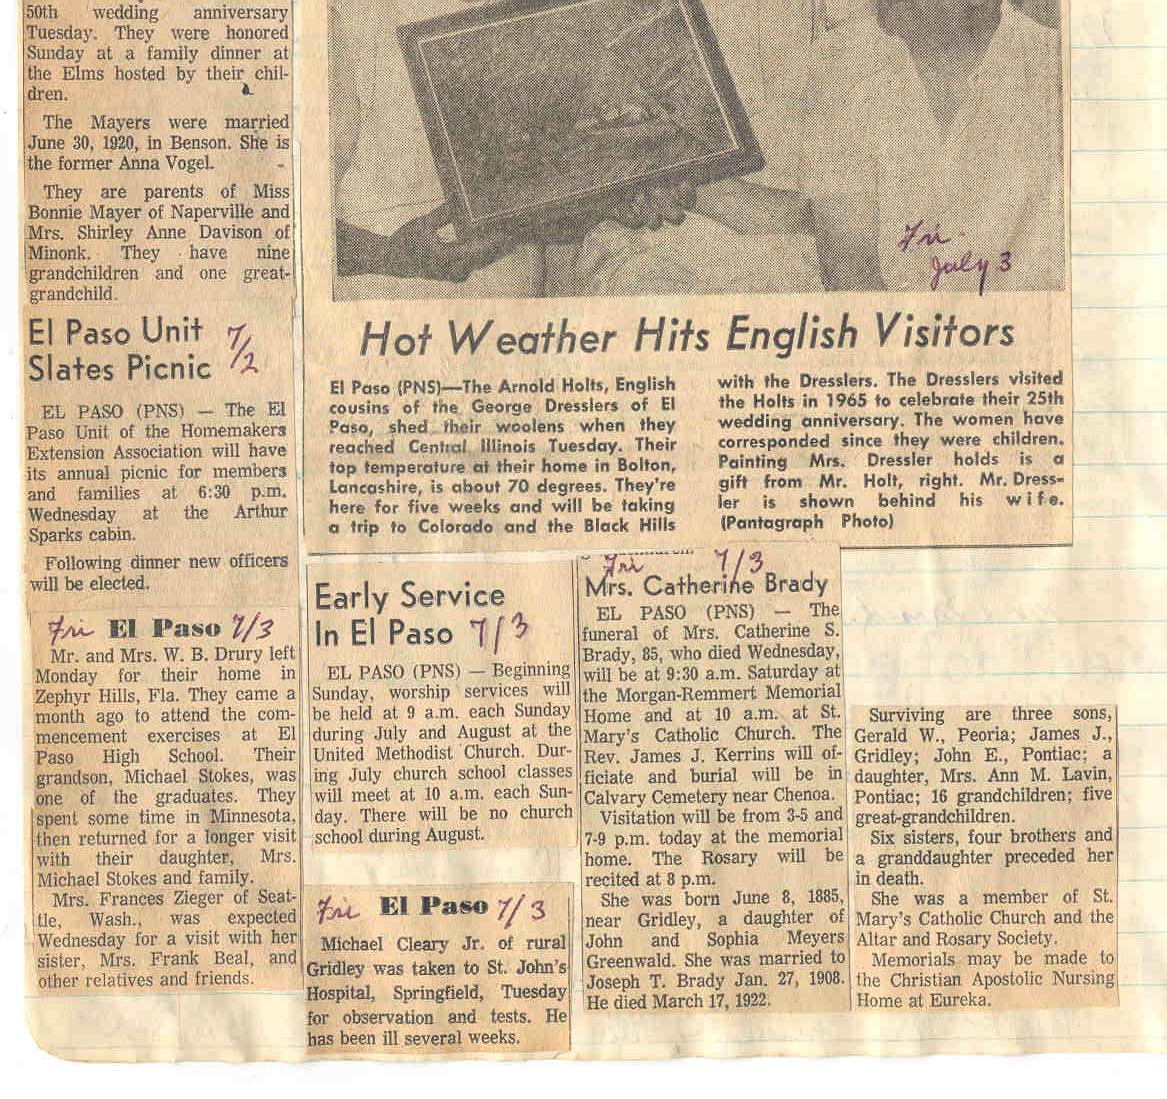 50th wedding anniversary
Tuesday. They were honored
Sunday at a family dinner at
the Elms hosted by their chil-
dren.
The Mayers were married
June 30, 1920, in Benson. She is
the former Anna Vogel.
They are parents of Miss
Bonnie Mayer of Naperville and
Mrs. Shirley Anne Davison of
Minonk. They have nine
grandchildren and one great-
grandchild.
El Paso Unit
Slates Picnic
7/2
EL PASO (PNS) — The El
Paso Unit of the Homemakers
Extension Association will have
its annual picnic for members
and families at 6:30 p.m.
Wednesday at the Arthur
Sparks cabin.
Following dinner new officers
will be elected.
Fri El Paso 7/3
Mr. and Mrs. W. B. Drury left
Monday for their home in
Zephyr Hills, Fla. They came a
month ago to attend the com-
mencement exercises at El
Paso High School. Their
grandson, Michael Stokes, was
one of the graduates. They
spent some time in Minnesota,
then returned for a longer visit
with their daughter, Mrs.
Michael Stokes and family.
Mrs. Frances Zieger of Seat-
tle, Wash., was expected
Wednesday for a visit with her
sister, Mrs. Frank Beal, and
other relatives and friends.
Fri.
July 3
Hot Weather Hits English Visitors
El Paso (PNS)—The Arnold Holts, English
cousins of the George Dresslers of El
Paso, shed their woolens when they
reached Central Illinois Tuesday. Their
top temperature at their home in Bolton,
Lancashire, is about 70 degrees. They're
here for five weeks and will be taking
a trip to Colorado and the Black Hills
with the Dresslers. The Dresslers visited
the Holts in 1965 to celebrate their 25th
wedding anniversary. The women have
corresponded since they were children.
Painting Mrs. Dressler holds is a
gift from Mr. Holt, right. Mr. Dress-
ler is shown behind his wife.
(Pantagraph Photo)
Early Service
In El Paso 7/3
EL PASO (PNS) — Beginning
Sunday, worship services will
be held at 9 a.m. each Sunday
during July and August at the
United Methodist Church. Dur-
ing July church school classes
will meet at 10 a.m. each Sun-
day. There will be no church
school during August.
Fri El Paso 7/3
Michael Cleary Jr. of rural
Gridley was taken to St. John's
Hospital, Springfield, Tuesday
for observation and tests. He
has been ill several weeks.
Fri 7/3
Mrs. Catherine Brady
EL PASO (PNS) — The
funeral of Mrs. Catherine S.
Brady, 85, who died Wednesday,
will be at 9:30 a.m. Saturday at
the Morgan-Remmert Memorial
Home and at 10 a.m. at St.
Mary's Catholic Church. The
Rev. James J. Kerrins will of-
ficiate and burial will be in
Calvary Cemetery near Chenoa.
Visitation will be from 3-5 and
7-9 p.m. today at the memorial
home. The Rosary will be
recited at 8 p.m.
She was born June 8, 1885,
near Gridley, a daughter of
John and Sophia Meyers
Greenwald. She was married to
Joseph T. Brady Jan. 27, 1908.
He died March 17, 1922.
Surviving are three sons,
Gerald W., Peoria; James J.,
Gridley; John E., Pontiac; a
daughter, Mrs. Ann M. Lavin,
Pontiac; 16 grandchildren; five
great-grandchildren.
Six sisters, four brothers and
a granddaughter preceded her
in death.
She was a member of St.
Mary's Catholic Church and the
Altar and Rosary Society.
Memorials may be made to
the Christian Apostolic Nursing
Home at Eureka.